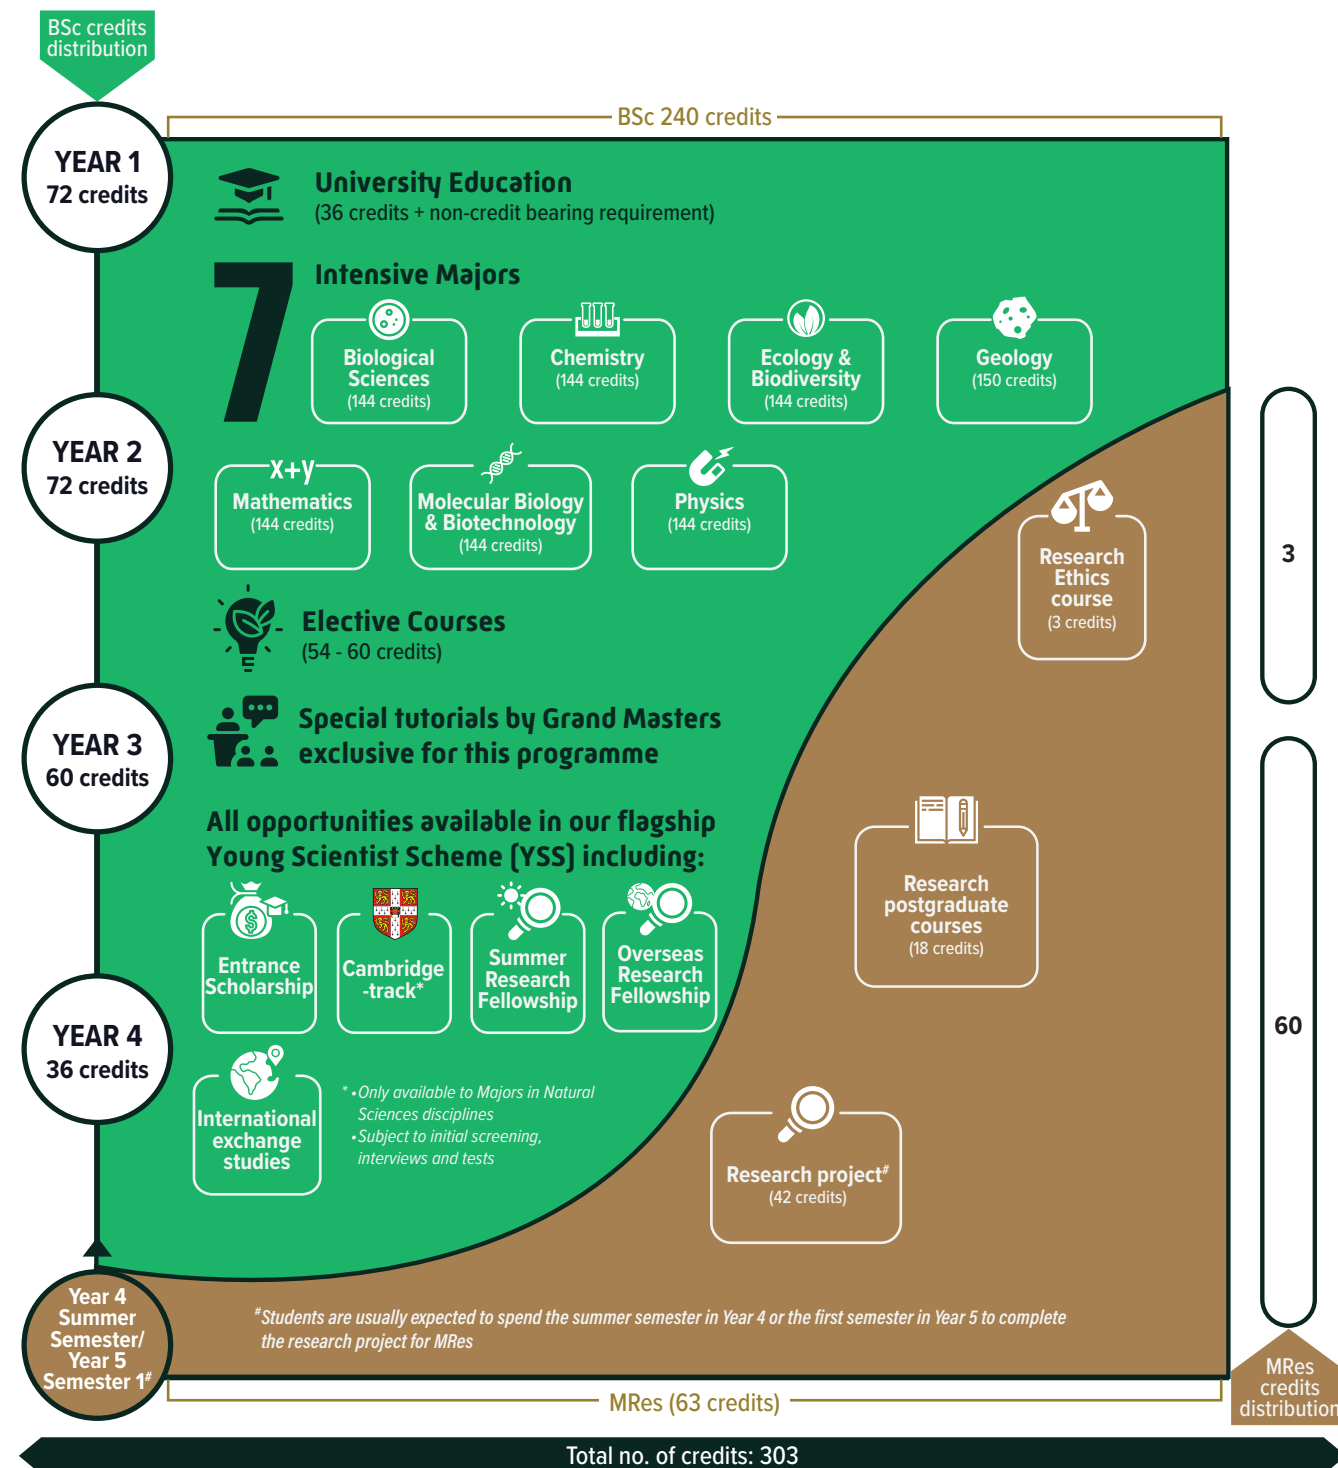 BSc credits
distribution
BSc 240 credits
YEAR 1
72 credits
University Education
(36 credits + non-credit bearing requirement)
7
Intensive Majors
Biological
Sciences
(144 credits)
Chemistry
(144 credits)
Ecology &
Biodiversity
(144 credits)
Geology
(150 credits)
YEAR 2
72 credits
x+y
Mathematics
(144 credits)
Molecular Biology
& Biotechnology
(144 credits)
Physics
(144 credits)
Research
Ethics
course
(3 credits)
3
Elective Courses
(54 - 60 credits)
YEAR 3
60 credits
Special tutorials by Grand Masters
exclusive for this programme
All opportunities available in our flagship
Young Scientist Scheme (YSS) including:
Research
postgraduate
courses
(18 credits)
$
Entrance
Scholarship
Cambridge
-track*
Summer
Research
Fellowship
Overseas
Research
Fellowship
YEAR 4
36 credits
60
International
exchange
studies
* • Only available to Majors in Natural
Sciences disciplines
• Subject to initial screening,
interviews and tests
Research project#
(42 credits)
Year 4
Summer
Semester/
Year 5
Semester 1#
#Students are usually expected to spend the summer semester in Year 4 or the first semester in Year 5 to complete
the research project for MRes
MRes
credits
distribution
MRes (63 credits)
Total no. of credits: 303